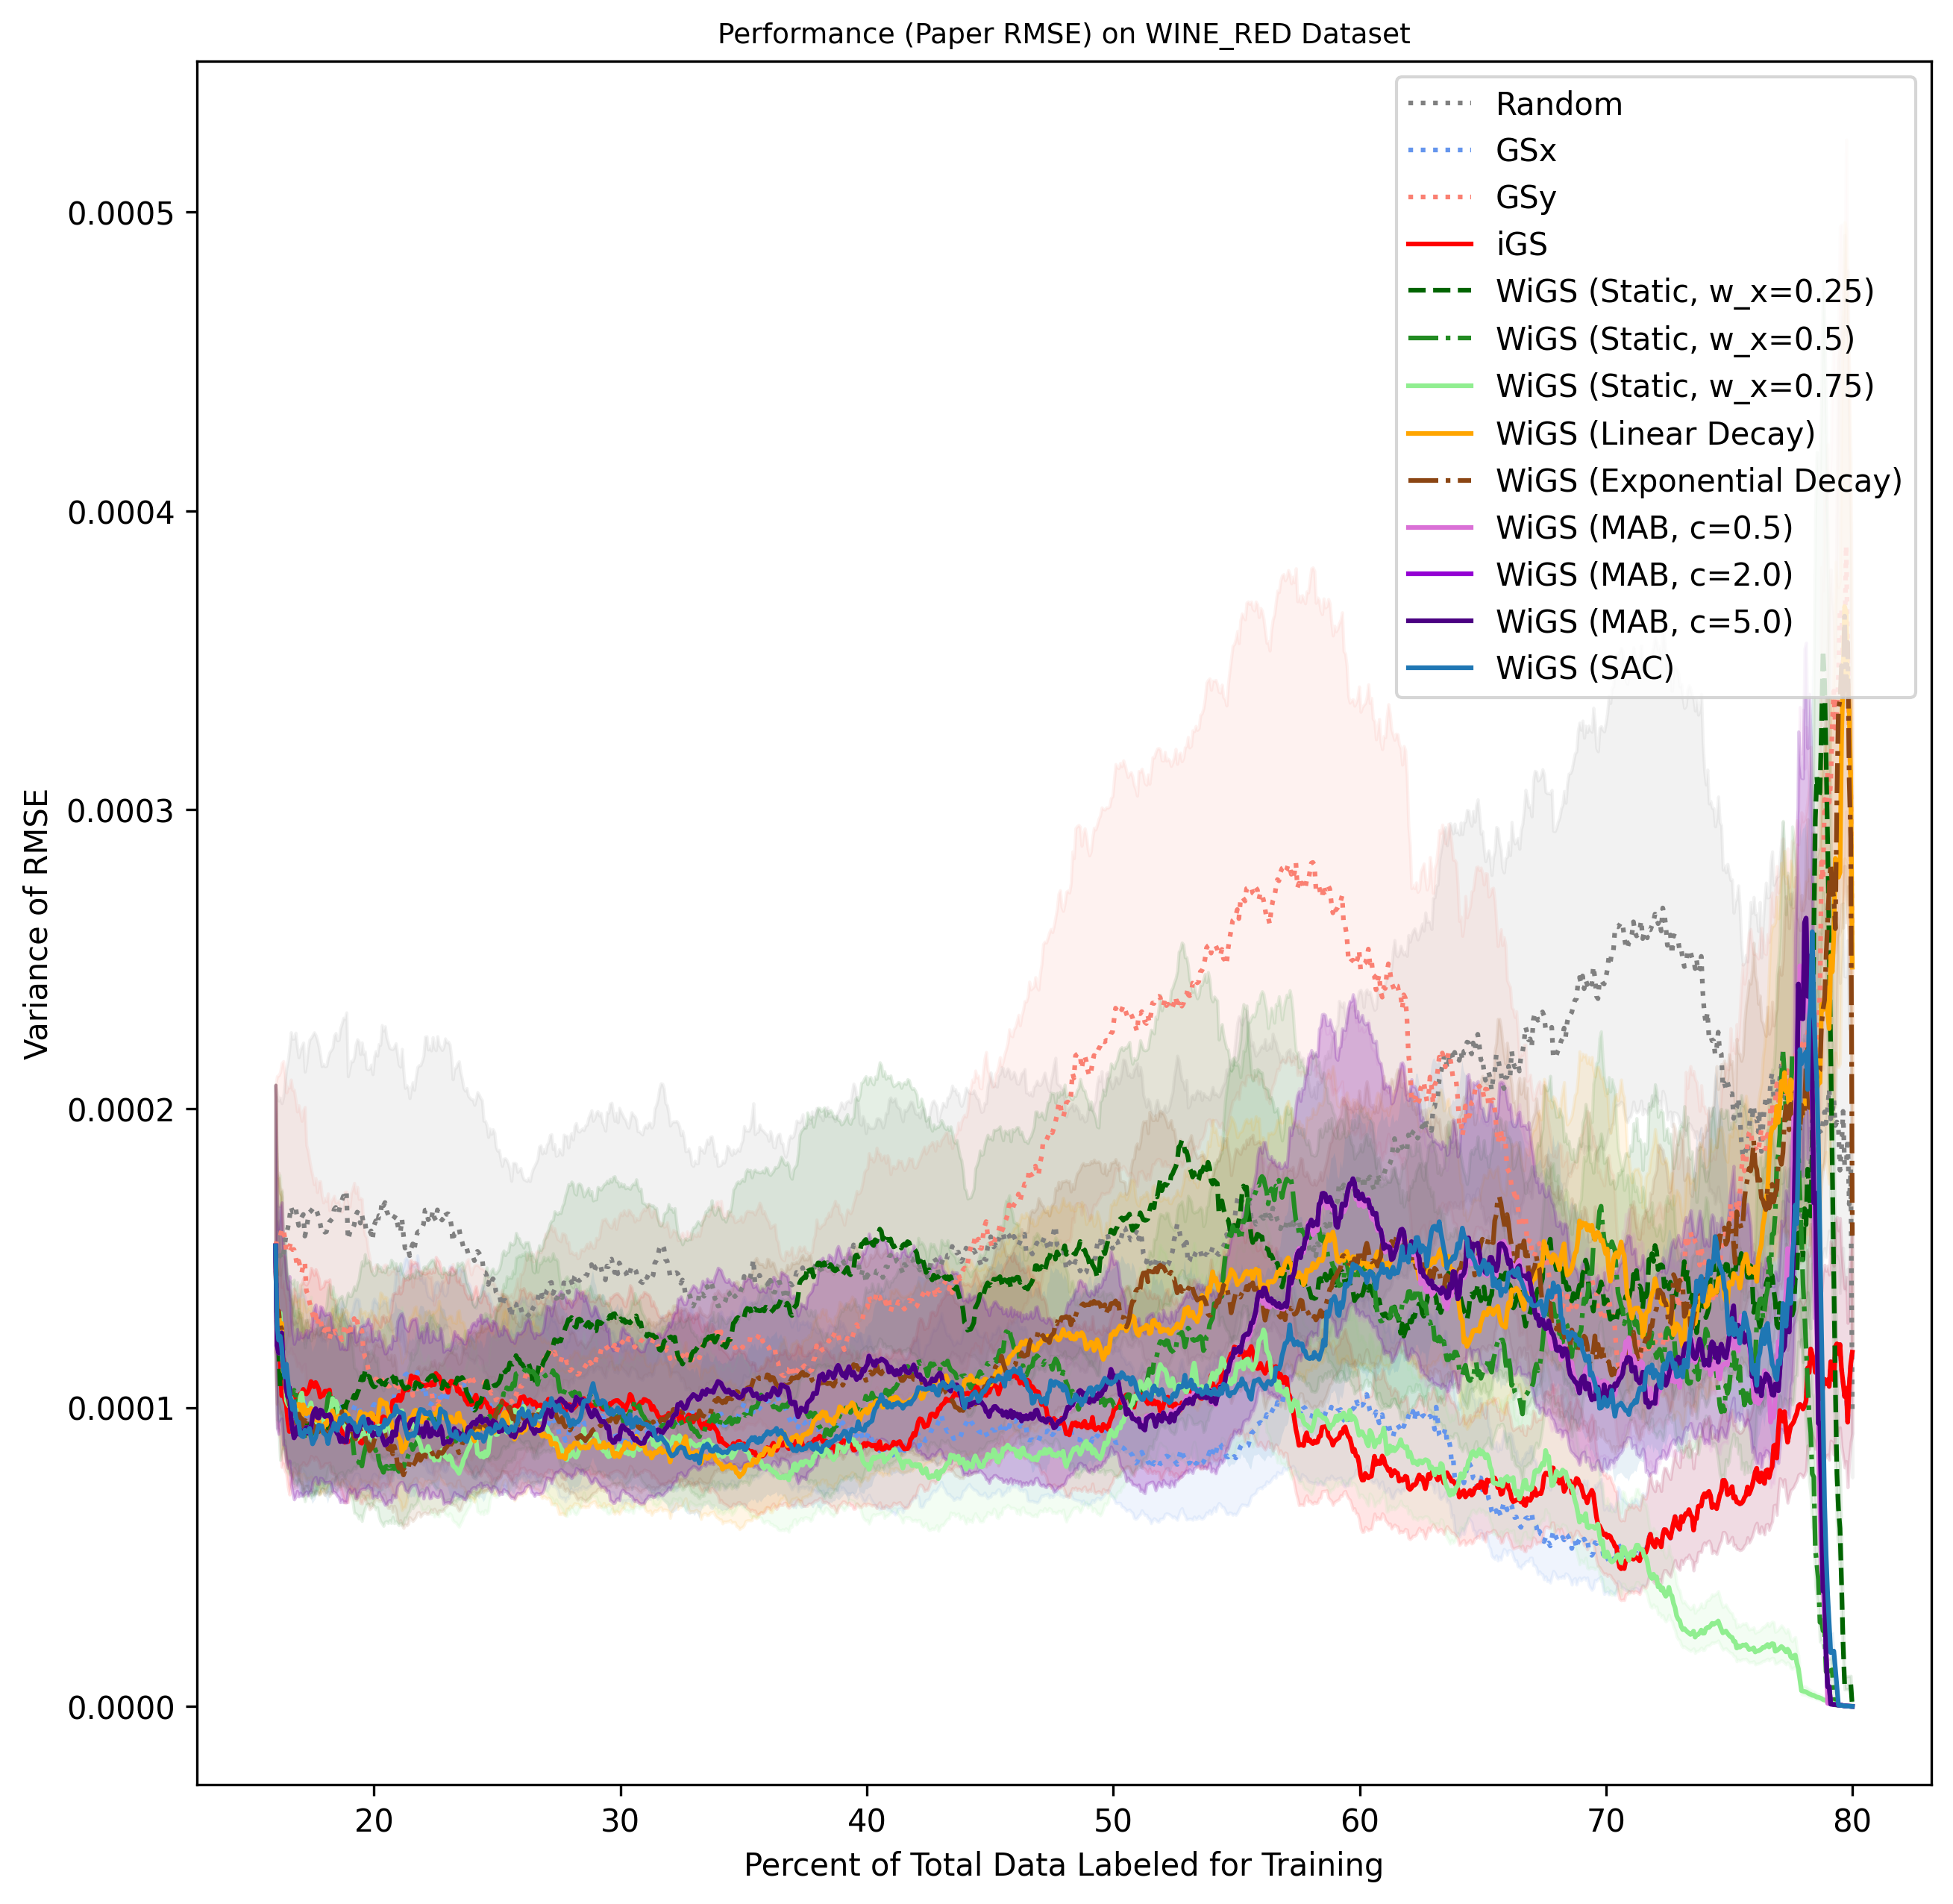 Performance (Paper RMSE) on WINE_RED Dataset
Variance of RMSE
0.0005
0.0004
0.0003
0.0002
0.0001
0.0000
Random
GSx
GSy
iGS
WiGS (Static, w_x=0.25)
WiGS (Static, w_x=0.5)
WiGS (Static, w_x=0.75)
WiGS (Linear Decay)
WiGS (Exponential Decay)
WiGS (MAB, c=0.5)
WiGS (MAB, c=2.0)
WiGS (MAB, c=5.0)
WiGS (SAC)
20 30 40 50 60 70 80
Percent of Total Data Labeled for Training